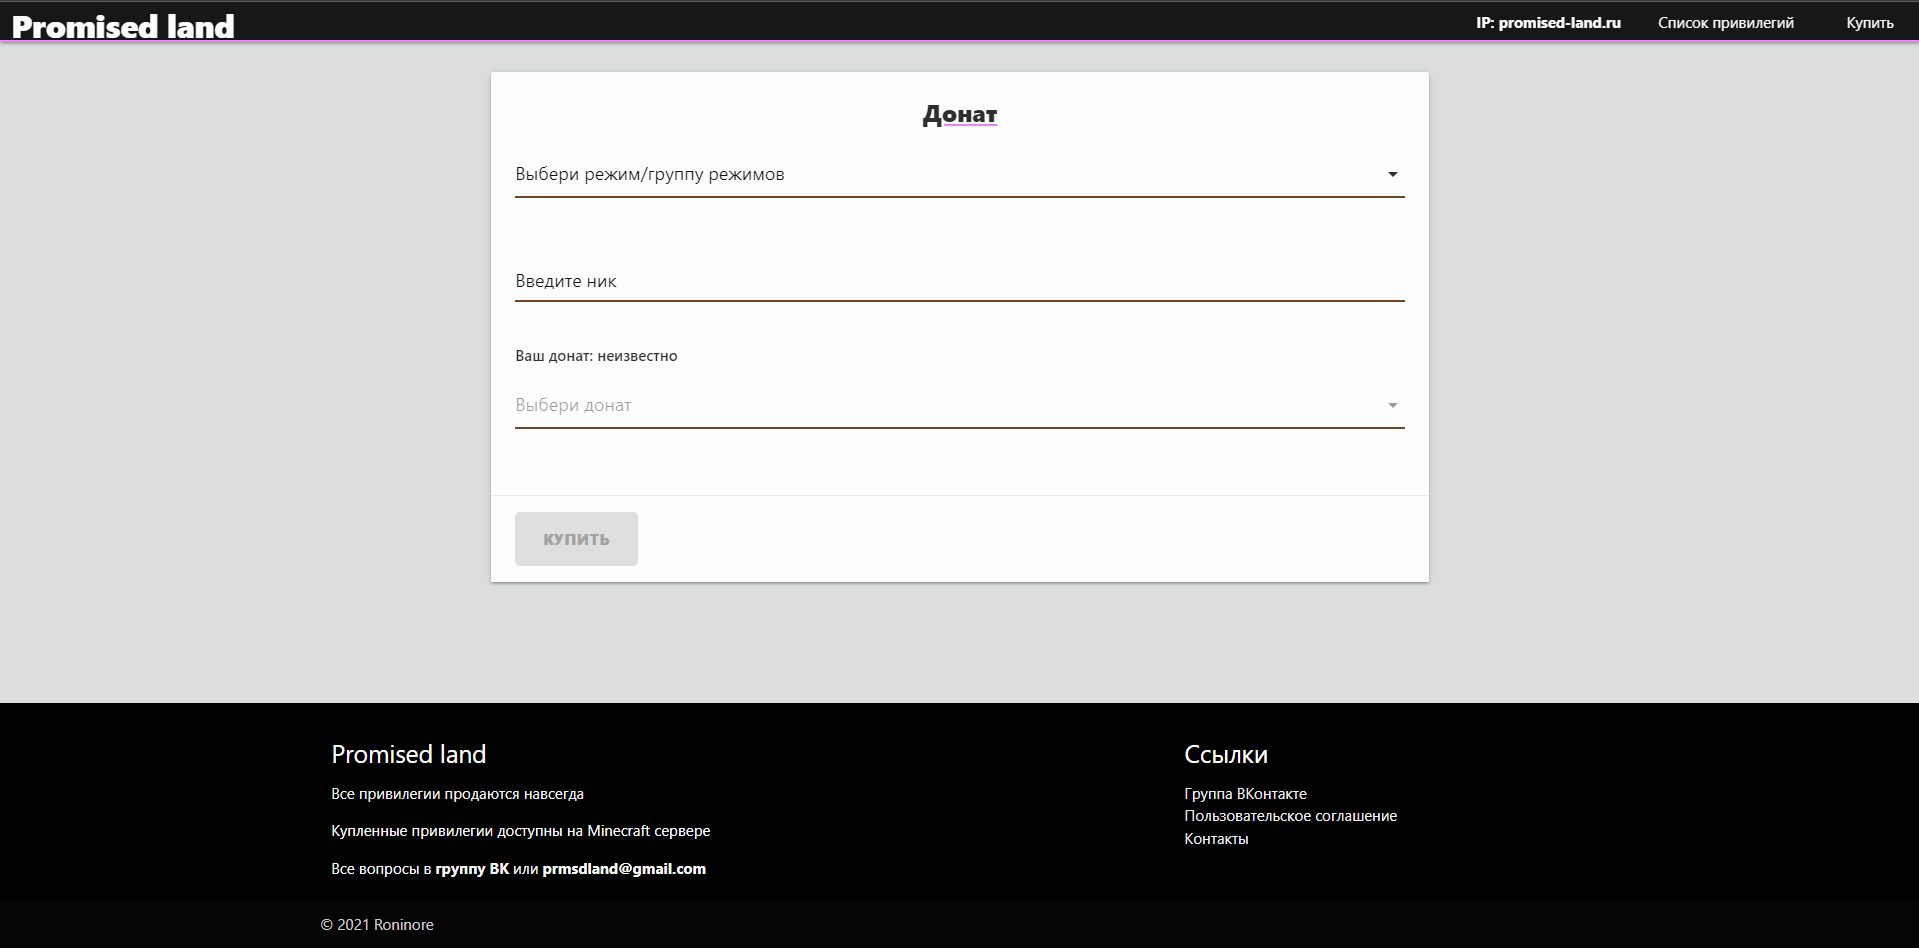 Promised land
IP: promised-land.ru
Список привилегий
Купить
Донат
Выбери режим/группу режимов
Введите ник
Ваш донат: неизвестно
Выбери донат
КУПИТЬ
Promised land
Все привилегии продаются навсегда
Купленные привилегии доступны на Minecraft сервере
Все вопросы в группу ВК или prmsdland@gmail.com
Ссылки
Группа ВКонтакте
Пользовательское соглашение
Контакты
© 2021 Roninore